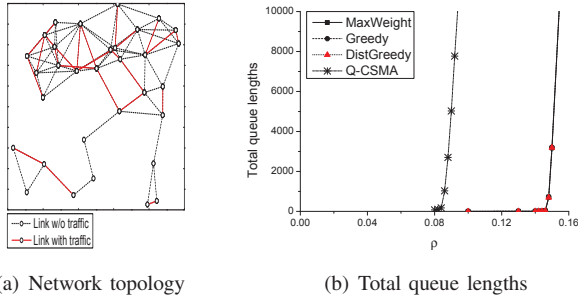 Link w/o traffic
Link with traffic
(a) Network topology
Total queue lengths
10000
8000
6000
4000
2000
0
MaxWeight
Greedy
DistGreedy
Q-CSMA
0.00 0.04 0.08 0.12 0.16
ρ
(b) Total queue lengths